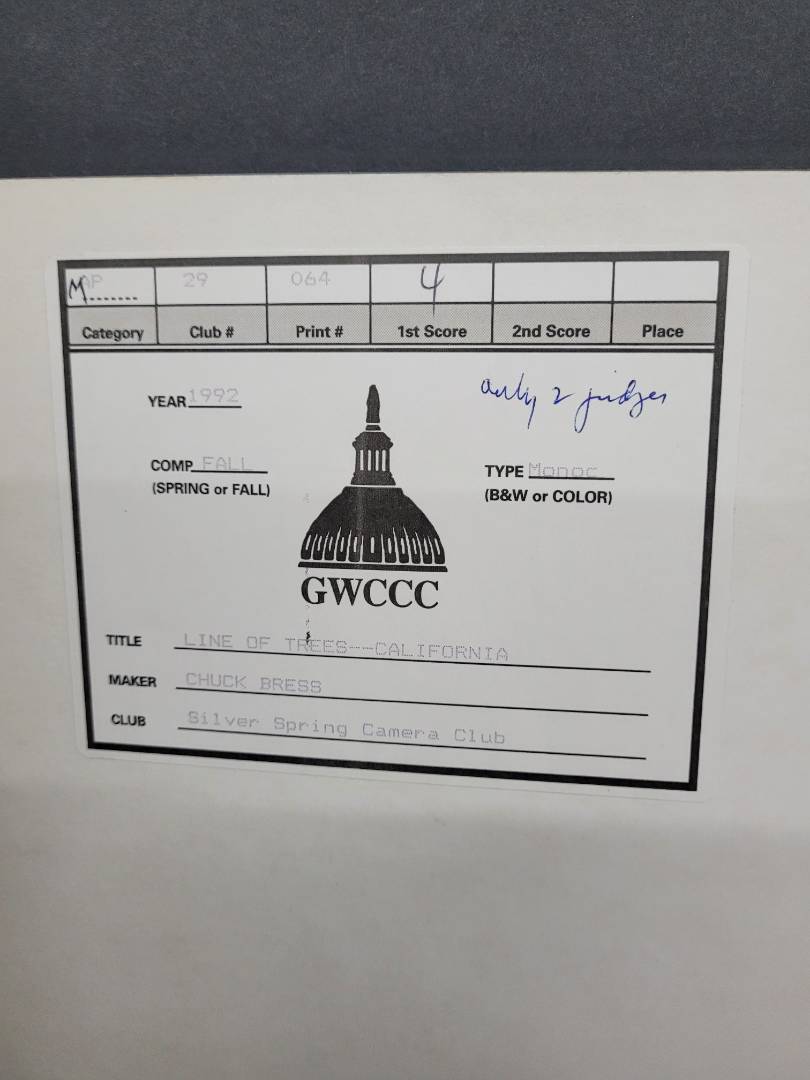 MAP 29 064 4
Category Club # Print # 1st Score 2nd Score Place
YEAR 1992
only 2 judges
COMP FALL
(SPRING or FALL)
TYPE Monoc
(B&W or COLOR)
GWCCC
TITLE LINE OF TREES--CALIFORNIA
MAKER CHUCK BRESS
CLUB Silver Spring Camera Club